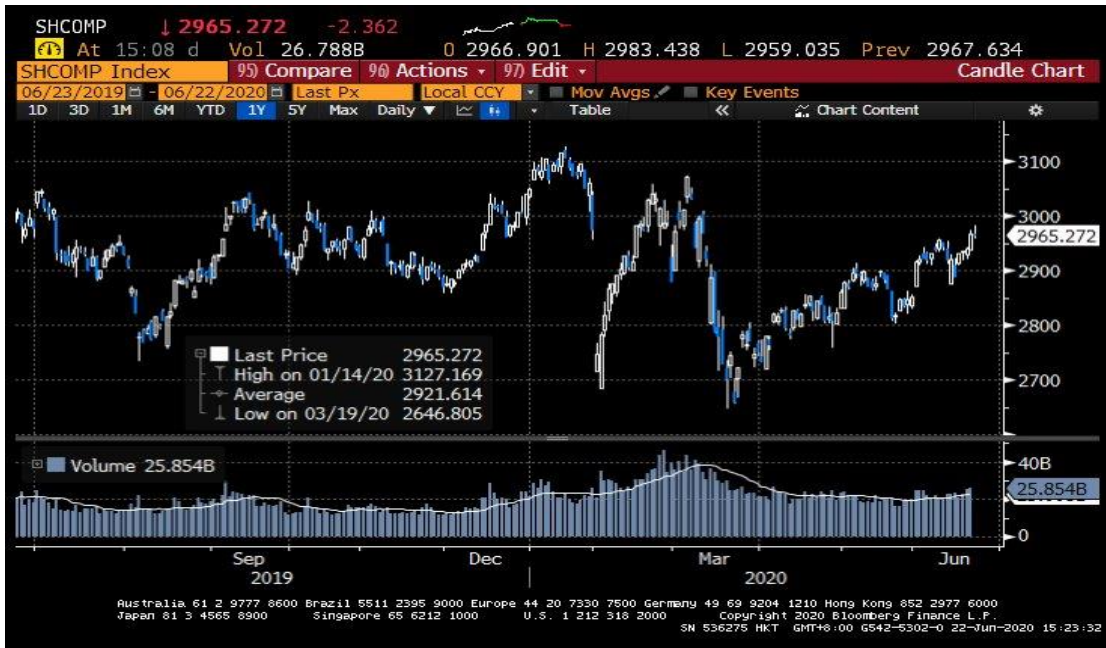 SHCOMP ↓2965.272 -2.362
At 15:08 d Vol 26.788B O 2966.901 H 2983.438 L 2959.035 Prev 2967.634
SHCOMP Index 95) Compare 96) Actions 97) Edit Candle Chart
06/23/2019 - 06/22/2020 Last Px Local CCY Mov Avgs Key Events
1D 3D 1M 6M YTD 1Y 5Y Max Daily ▼ Table « Chart Content
3100
3000
2965.272
2900
2800
2700
Last Price 2965.272
High on 01/14/20 3127.169
Average 2921.614
Low on 03/19/20 2646.805
Volume 25.854B
40B
25.854B
0
Sep Dec Mar Jun
2019 2020
Australia 61 2 9777 8600 Brazil 5511 2395 9000 Europe 44 20 7330 7500 Germany 49 69 9204 1210 Hong Kong 852 2977 6000
Japan 81 3 4565 8900 Singapore 65 6212 1000 U.S. 1 212 318 2000 Copyright 2020 Bloomberg Finance L.P.
SN 536275 HKT GMT+8:00 G542-5302-0 22-Jun-2020 15:23:32